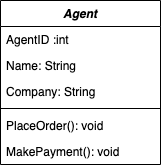 Agent
AgentID :int
Name: String
Company: String
PlaceOrder(): void
MakePayment(): void